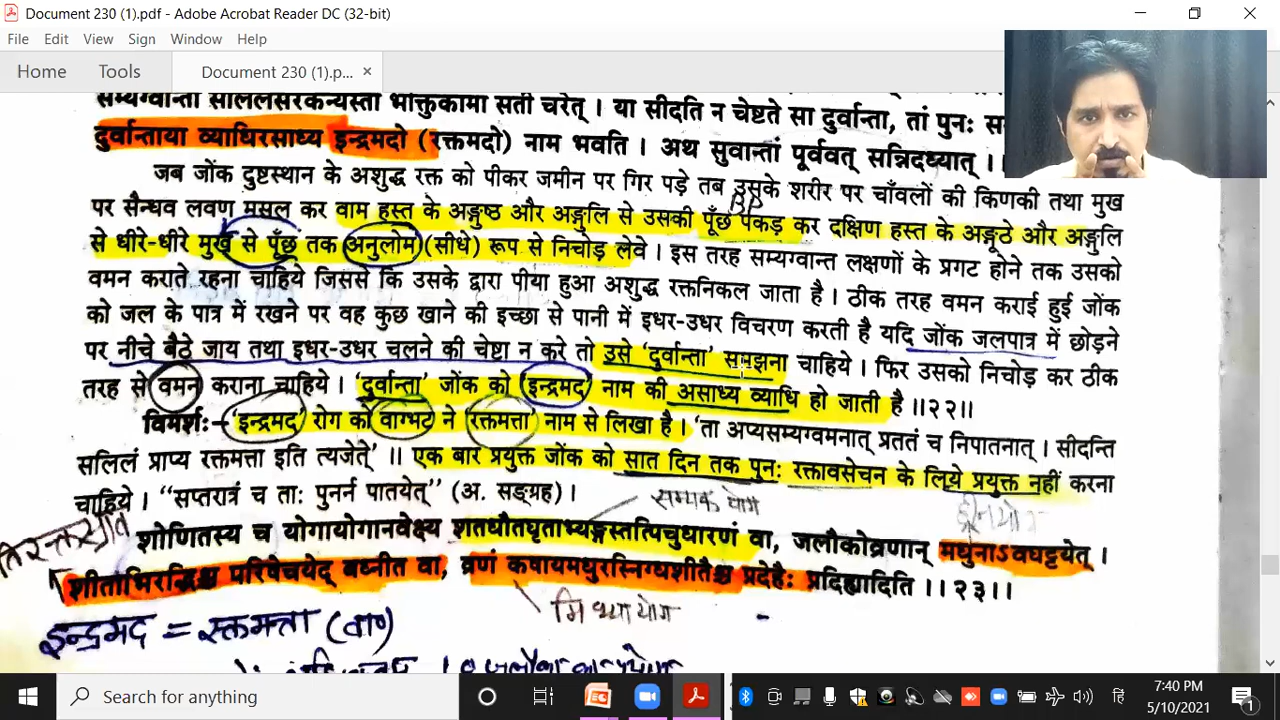 Document 230 (1).pdf - Adobe Acrobat Reader DC (32-bit)
File Edit View Sign Window Help
Home Tools Document 230 (1).p... ×
सम्यग्वान्ता सलिलसरकन्यस्ता भोक्तुकामा सती चरेत् । या सीदति न चेष्टते सा दुर्वान्ता, तां पुनः
दुर्वान्ताया व्याधिरसाध्य इन्द्रमदो (रक्तमदो) नाम भवति । अथ सुवान्तां पूर्ववत् सन्निदध्यात् ।
जब जोंक दुष्टस्थान के अशुद्ध रक्त को पीकर जमीन पर गिर पड़े तब उसके शरीर पर चाँवलों की किणकी तथा मुख
BP
पर सैन्धव लवण मसल कर वाम हस्त के अङ्गुष्ठ और अङ्गुलि से उसकी पूँछ पकड़ कर दक्षिण हस्त के अङ्गूठे और अङ्गुलि
से धीरे-धीरे मुख से पूँछ तक अनुलोम (सीधे) रूप से निचोड़ लेवे । इस तरह सम्यग्वान्त लक्षणों के प्रगट होने तक उसको
वमन कराते रहना चाहिये जिससे कि उसके द्वारा पीया हुआ अशुद्ध रक्तनिकल जाता है । ठीक तरह वमन कराई हुई जोंक
को जल के पात्र में रखने पर वह कुछ खाने की इच्छा से पानी में इधर-उधर विचरण करती है यदि जोंक जलपात्र में छोड़ने
पर नीचे बैठे जाय तथा इधर-उधर चलने की चेष्टा न करे तो उसे 'दुर्वान्ता' समझना चाहिये । फिर उसको निचोड़ कर ठीक
तरह से वमन कराना चाहिये । 'दुर्वान्ता' जोंक को इन्द्रमद नाम की असाध्य व्याधि हो जाती है ॥२२॥
विमर्शः- 'इन्द्रमद' रोग को वाग्भट ने रक्तमत्ता नाम से लिखा है । 'ता अप्यसम्यग्वमनात् प्रततं च निपातनात् । सीदन्ति
सलिलं प्राप्य रक्तमत्ता इति त्यजेत्' ॥ एक बार प्रयुक्त जोंक को सात दिन तक पुनः रक्तावसेचन के लिये प्रयुक्त नहीं करना
चाहिये । "सप्तरात्रं च ताः पुनर्न पातयेत्" (अ. सङ्ग्रह) ।
सम्यक योग
हीनयोग
शोणितस्य च योगायोगानवेक्ष्य शतधौतघृताभ्यङ्गस्तत्पिचुधारणं वा, जलौकोव्रणान् मधुनाऽवघट्टयेत् ।
शीताभिरद्भिश्च परिषेचयेद् बध्नीत वा, व्रणं कषायमधुरस्निग्धशीतैश्च प्रदेहैः प्रदिह्यादिति ॥२३॥
मिथ्यायोग
इन्द्रमद = रक्तमत्ता (वा०)
Search for anything
हि
7:40 PM
5/10/2021
1